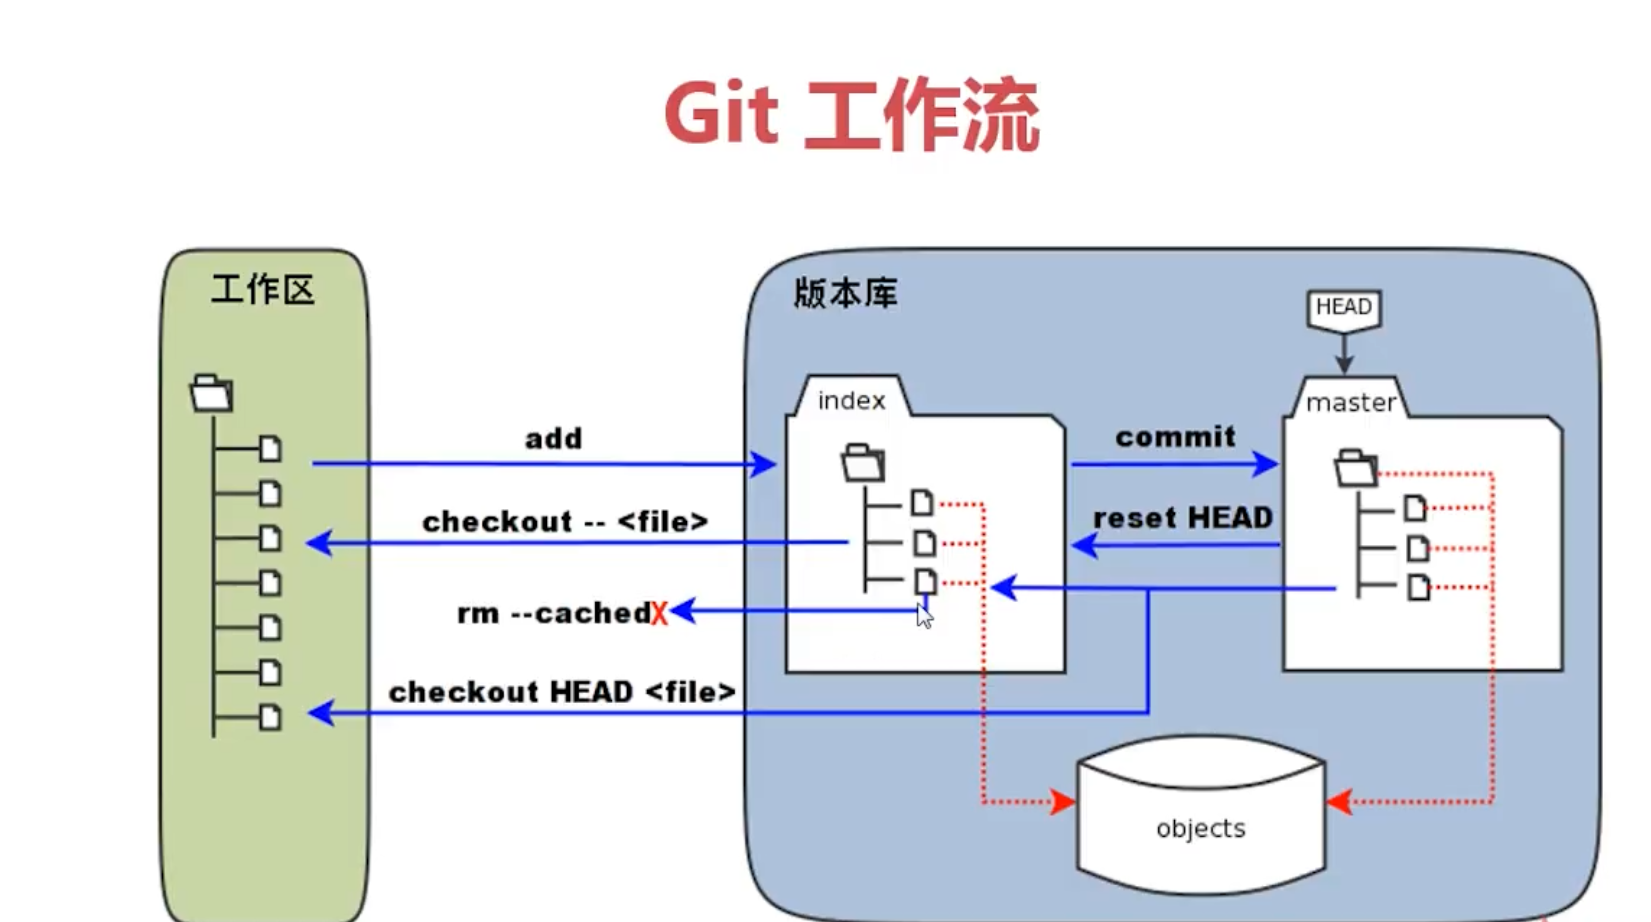 Git 工作流
工作区
版本库
HEAD
index
master
add
commit
checkout -- <file>
reset HEAD
rm --cachedX
checkout HEAD <file>
objects